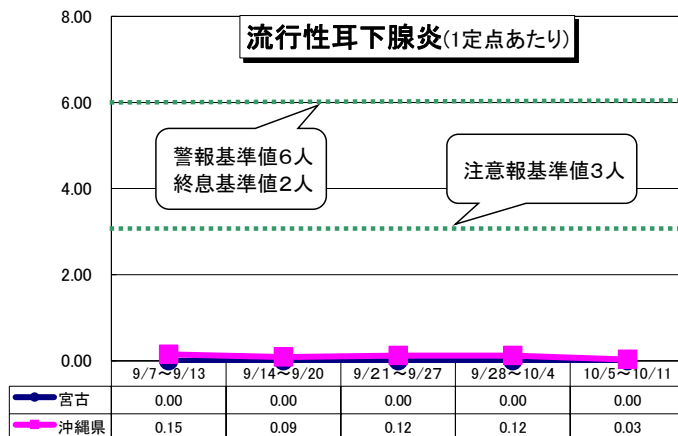 流行性耳下腺炎(1定点あたり)
8.00
6.00
4.00
2.00
0.00
警報基準値6人
終息基準値2人
注意報基準値3人
9/7～9/13 9/14～9/20 9/21～9/27 9/28～10/4 10/5～10/11
宮古 0.00 0.00 0.00 0.00 0.00
沖縄県 0.15 0.09 0.12 0.12 0.03